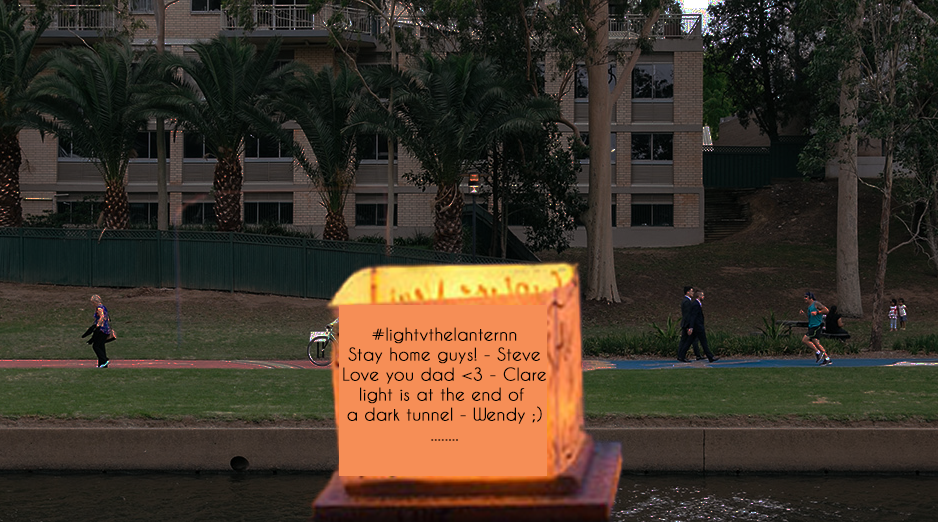 #lightvthelanternn
Stay home guys! - Steve
Love you dad <3 - Clare
light is at the end of
a dark tunnel - Wendy ;)
........